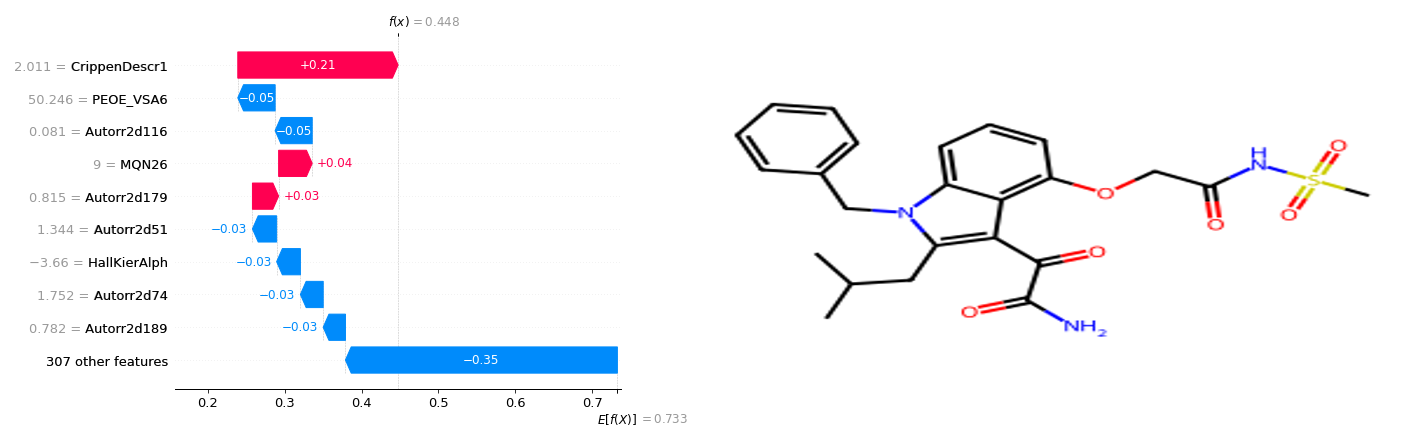 f(x) = 0.448
2.011 = CrippenDescr1
+0.21
50.246 = PEOE_VSA6
−0.05
0.081 = Autorr2d116
−0.05
9 = MQN26
+0.04
0.815 = Autorr2d179
+0.03
1.344 = Autorr2d51
−0.03
−3.66 = HallKierAlph
−0.03
1.752 = Autorr2d74
−0.03
0.782 = Autorr2d189
−0.03
307 other features
−0.35
0.2 0.3 0.4 0.5 0.6 0.7
E[f(X)] = 0.733
H
N
O
S
O
O
O
N
O
O
NH₂